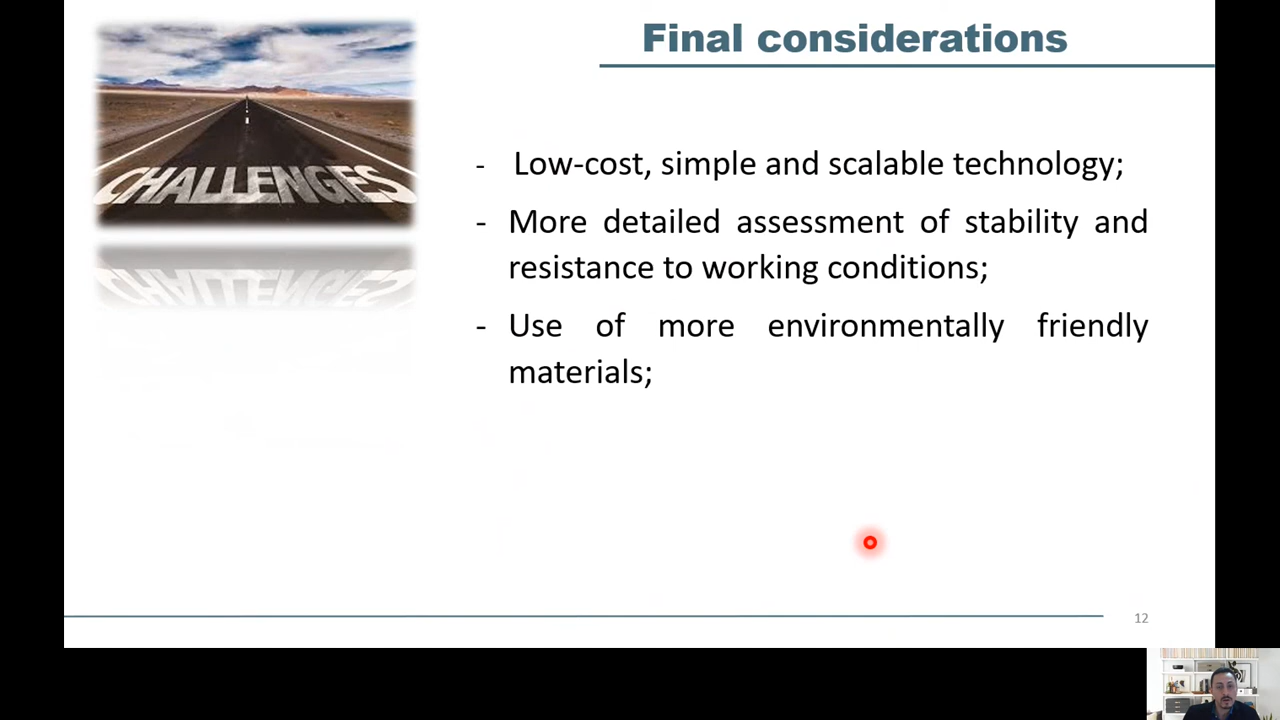 Final considerations
CHALLENGES
- Low-cost, simple and scalable technology;
- More detailed assessment of stability and
resistance to working conditions;
- Use of more environmentally friendly
materials;
12